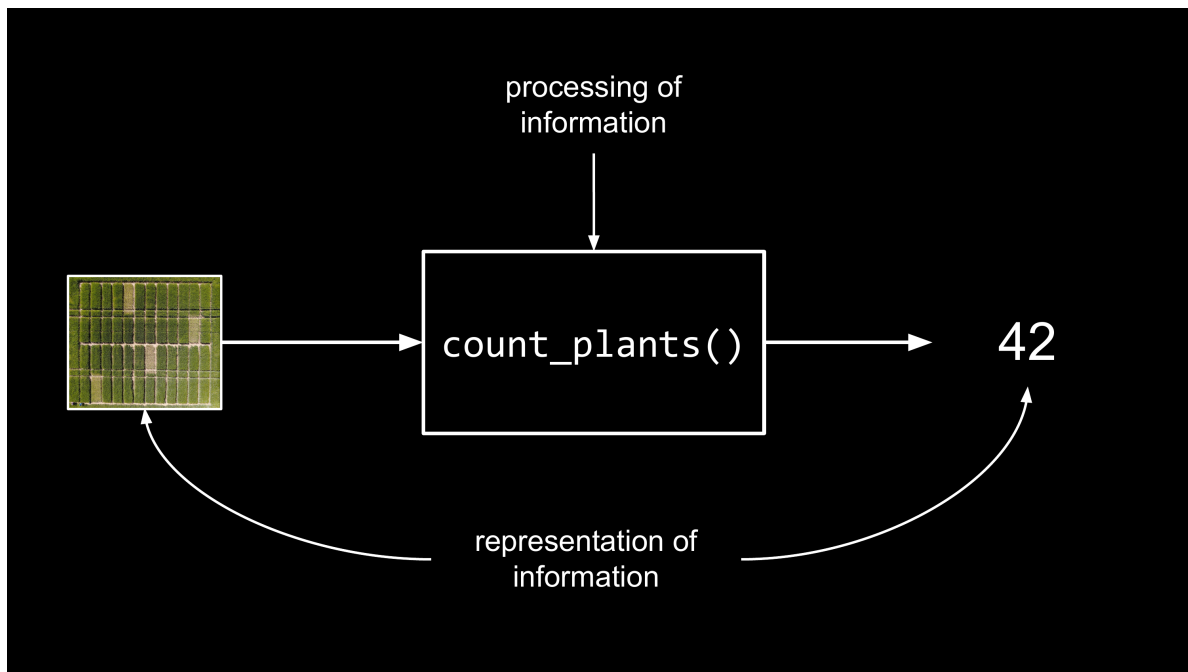 processing of
information
count_plants()
42
representation of
information